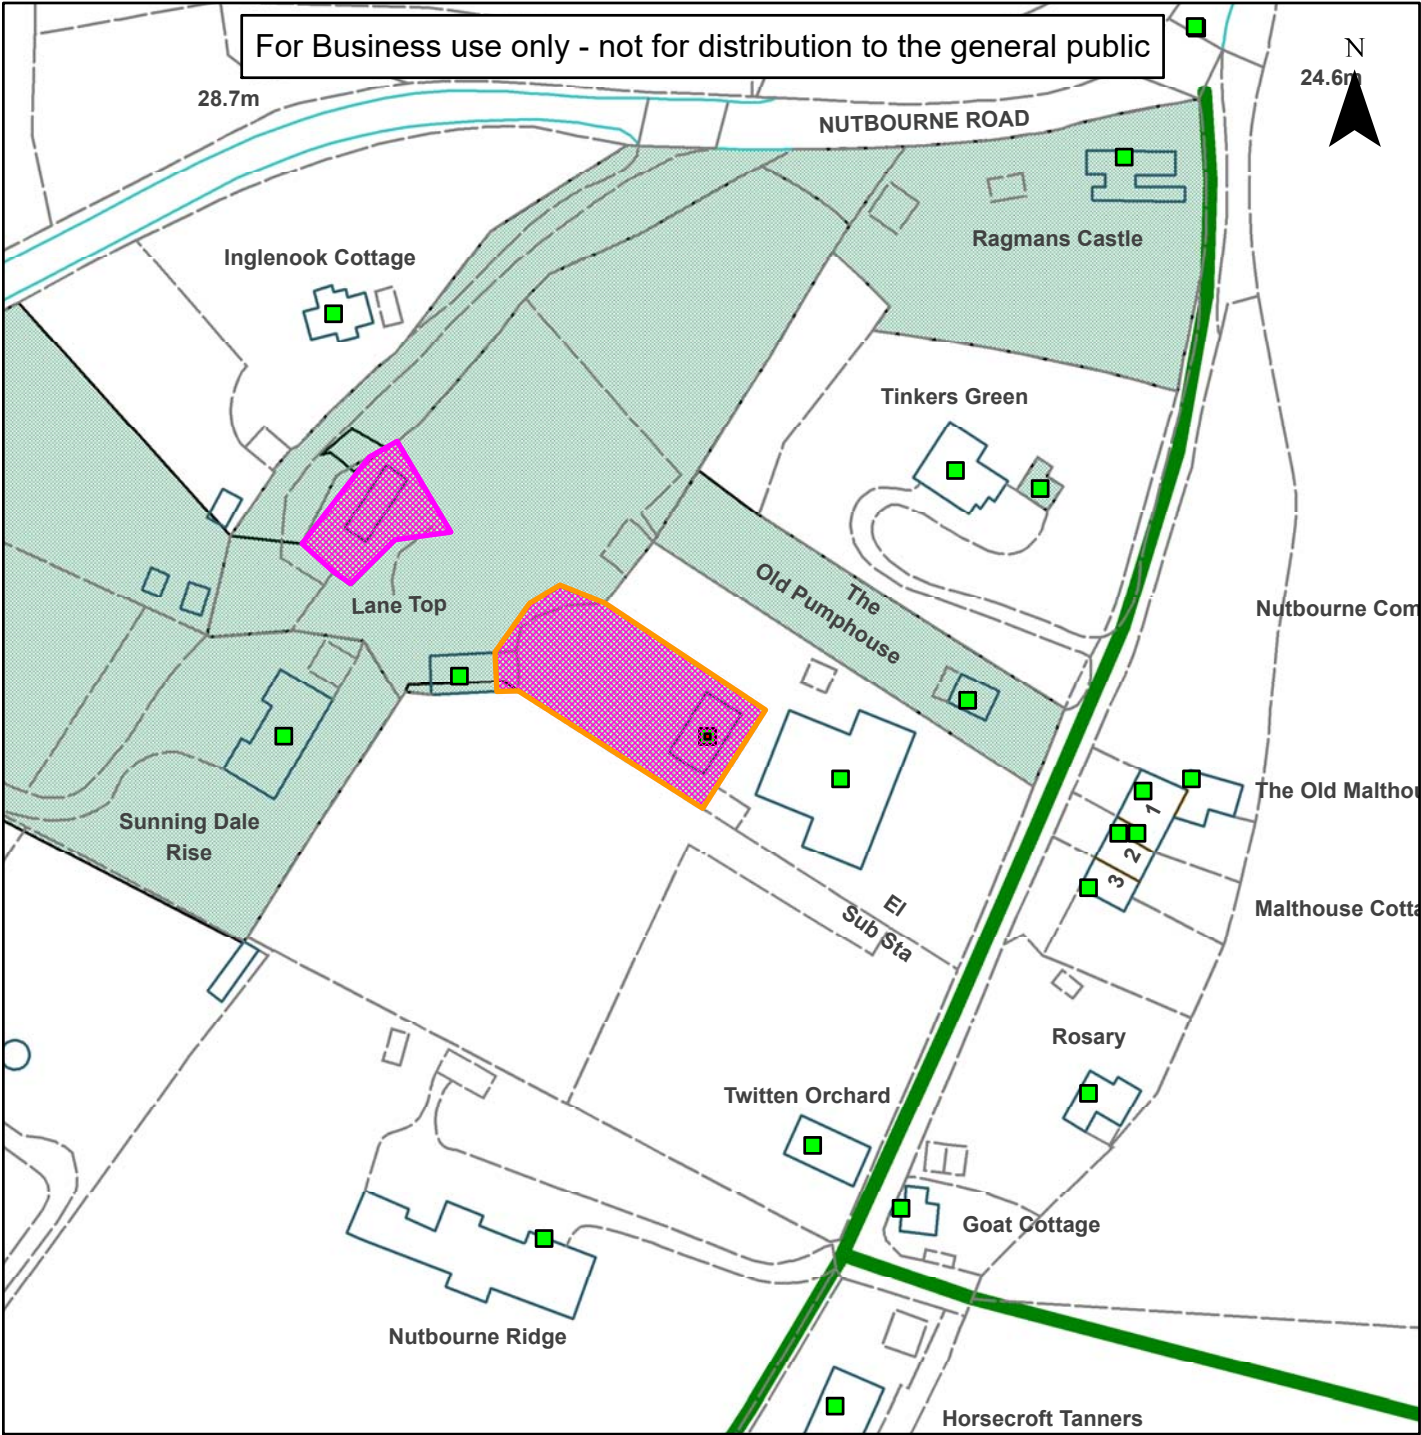 For Business use only - not for distribution to the general public
N
24.6m
28.7m
NUTBOURNE ROAD
Ragmans Castle
Inglenook Cottage
Tinkers Green
The
Old Pumphouse
Lane Top
Nutbourne Com
The Old Malthou
1
2
3
Sunning Dale
Rise
El
Sub Sta
Malthouse Cotta
Rosary
Twitten Orchard
Goat Cottage
Nutbourne Ridge
Horsecroft Tanners